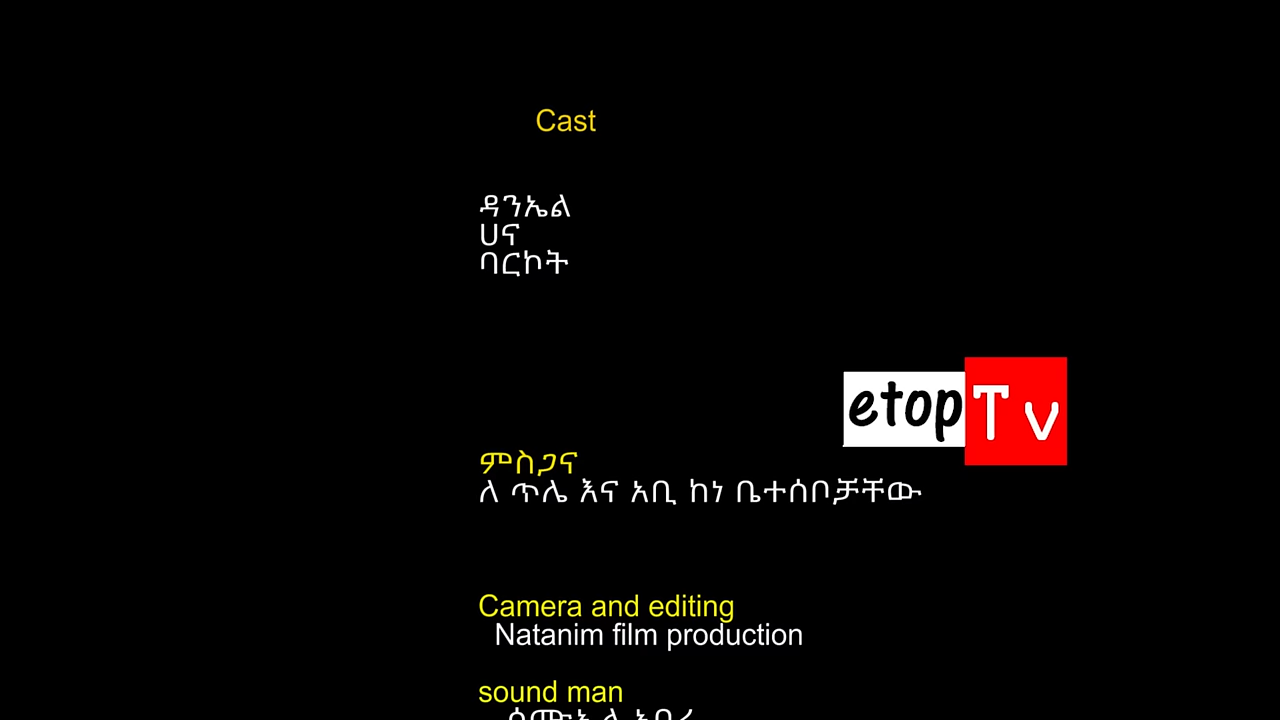 Cast
ዳንኤል
ሀና
ባርኮት
etop Tv
ምስጋና
ለ ጥሌ እና አቢ ከነ ቤተሰቦቻቸው
Camera and editing
Natanim film production
sound man